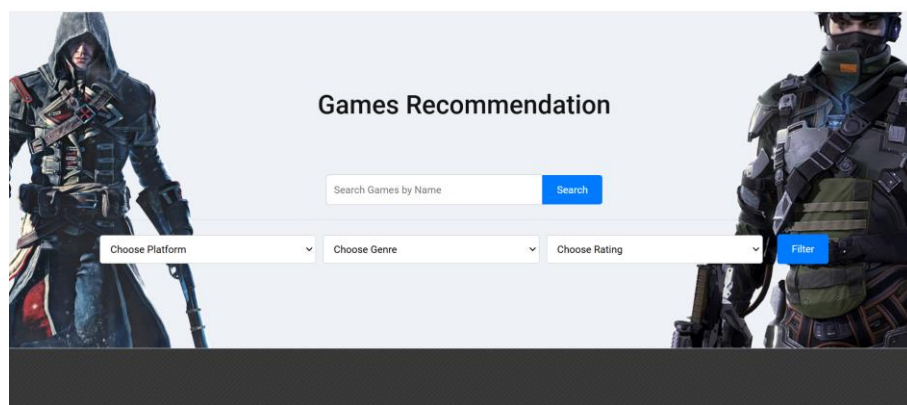 Games Recommendation
Search Games by Name Search
Choose Platform Choose Genre Choose Rating Filter